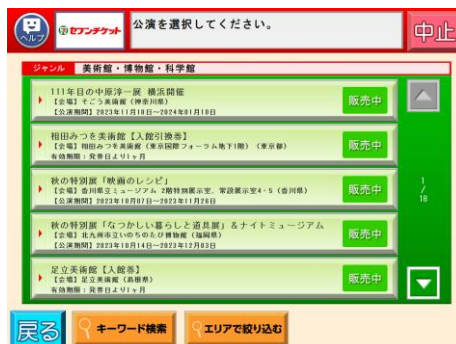 ヘルプ
セブンチケット
公演を選択してください。
中止
ジャンル 美術館・博物館・科学館
111年目の中原淳一展 横浜開催
【会場】そごう美術館（神奈川県）
【公演期間】2023年11月18日~2024年01月10日
販売中
相田みつを美術館【入館引換券】
【会場】相田みつを美術館（東京国際フォーラム地下1階）（東京都）
有効期限：発券日より1ヶ月
販売中
秋の特別展「映画のレシピ」
【会場】香川県立ミュージアム 2階特別展示室、常設展示室4・5（香川県）
【公演期間】2023年10月07日~2023年11月26日
販売中
秋の特別展「なつかしい暮らしと道具展」&ナイトミュージアム
【会場】北九州市立いのちのたび博物館（福岡県）
【公演期間】2023年10月14日~2023年12月03日
販売中
足立美術館【入館券】
【会場】足立美術館（島根県）
有効期限：発券日より1ヶ月
販売中
1
/
18
戻る
キーワード検索
エリアで絞り込む